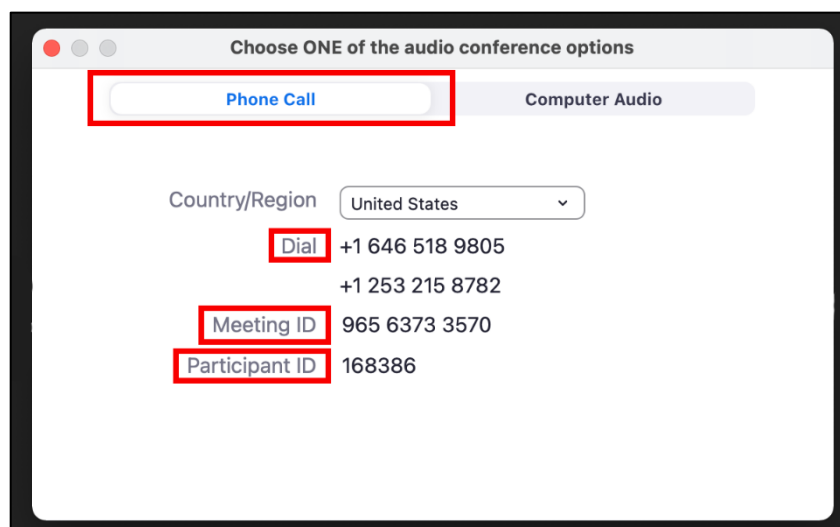 Choose ONE of the audio conference options
Phone Call Computer Audio
Country/Region United States
Dial +1 646 518 9805
+1 253 215 8782
Meeting ID 965 6373 3570
Participant ID 168386